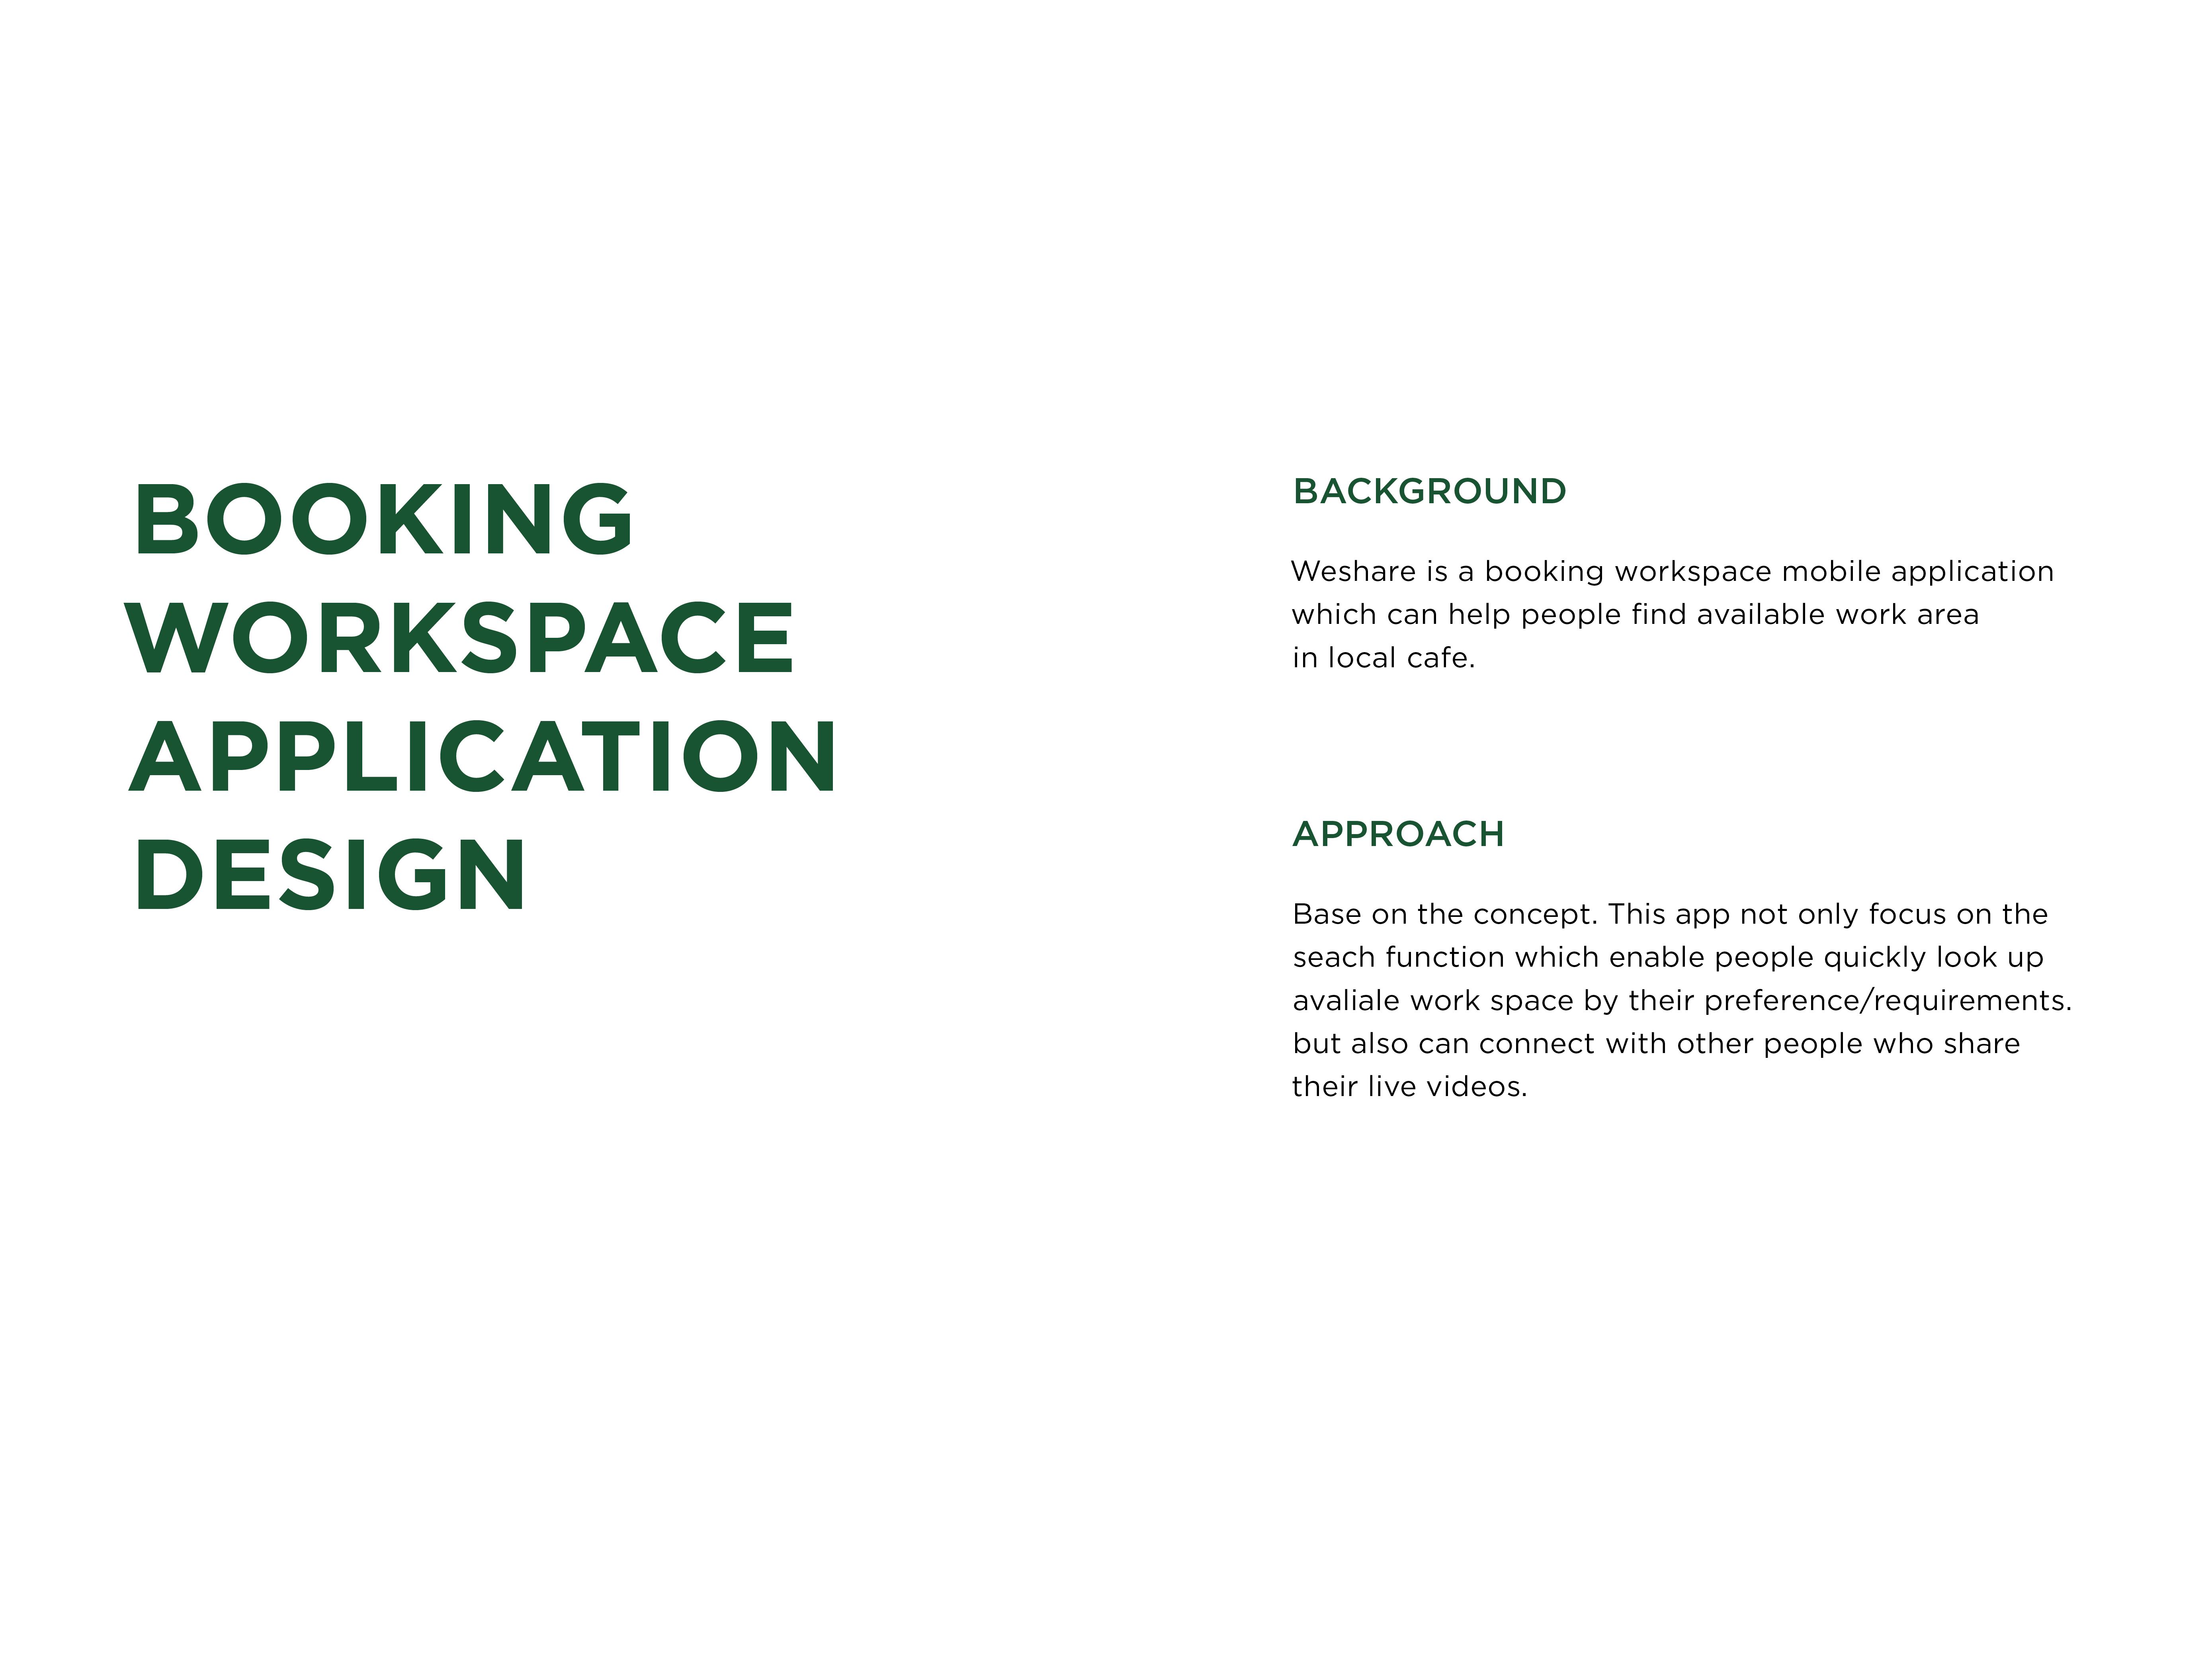 BOOKING
WORKSPACE
APPLICATION
DESIGN
BACKGROUND
Weshare is a booking workspace mobile application
which can help people find available work area
in local cafe.
APPROACH
Base on the concept. This app not only focus on the
seach function which enable people quickly look up
avaliale work space by their preference/requirements.
but also can connect with other people who share
their live videos.